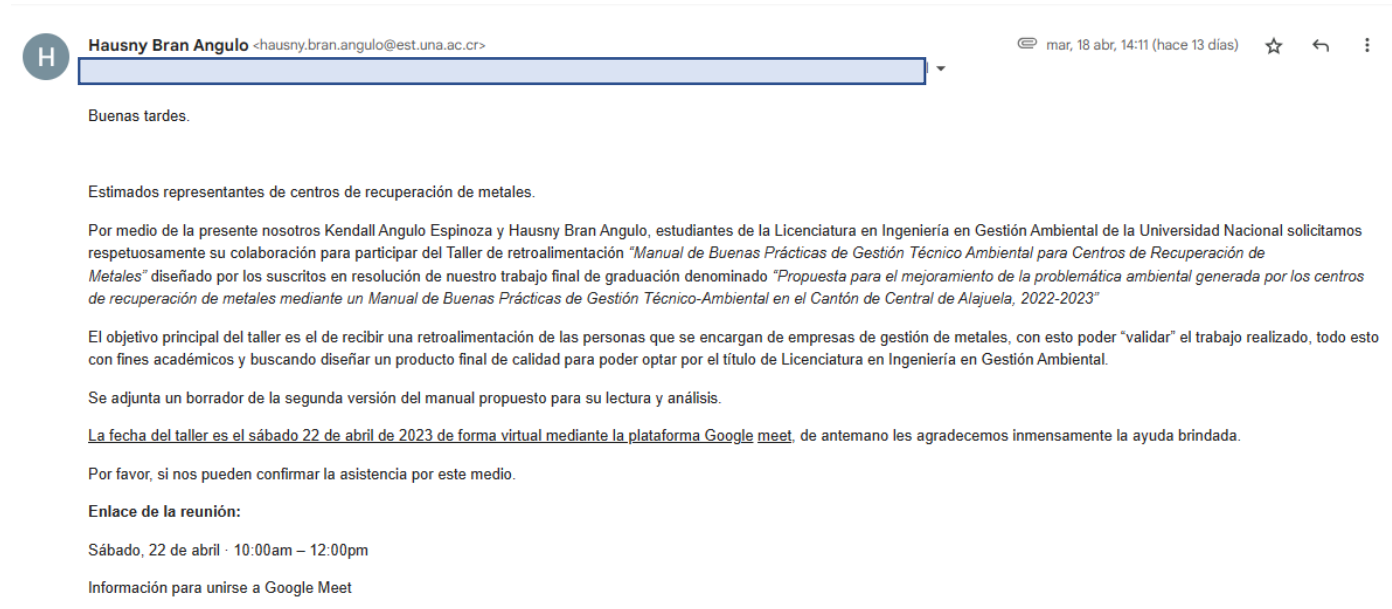 H
Hausny Bran Angulo <hausny.bran.angulo@est.una.ac.cr>
mar, 18 abr, 14:11 (hace 13 días)
Buenas tardes.
Estimados representantes de centros de recuperación de metales.
Por medio de la presente nosotros Kendall Angulo Espinoza y Hausny Bran Angulo, estudiantes de la Licenciatura en Ingeniería en Gestión Ambiental de la Universidad Nacional solicitamos
respetuosamente su colaboración para participar del Taller de retroalimentación “Manual de Buenas Prácticas de Gestión Técnico Ambiental para Centros de Recuperación de
Metales” diseñado por los suscritos en resolución de nuestro trabajo final de graduación denominado “Propuesta para el mejoramiento de la problemática ambiental generada por los centros
de recuperación de metales mediante un Manual de Buenas Prácticas de Gestión Técnico-Ambiental en el Cantón de Central de Alajuela, 2022-2023”
El objetivo principal del taller es el de recibir una retroalimentación de las personas que se encargan de empresas de gestión de metales, con esto poder “validar” el trabajo realizado, todo esto
con fines académicos y buscando diseñar un producto final de calidad para poder optar por el título de Licenciatura en Ingeniería en Gestión Ambiental.
Se adjunta un borrador de la segunda versión del manual propuesto para su lectura y análisis.
La fecha del taller es el sábado 22 de abril de 2023 de forma virtual mediante la plataforma Google meet, de antemano les agradecemos inmensamente la ayuda brindada.
Por favor, si nos pueden confirmar la asistencia por este medio.
Enlace de la reunión:
Sábado, 22 de abril · 10:00am – 12:00pm
Información para unirse a Google Meet